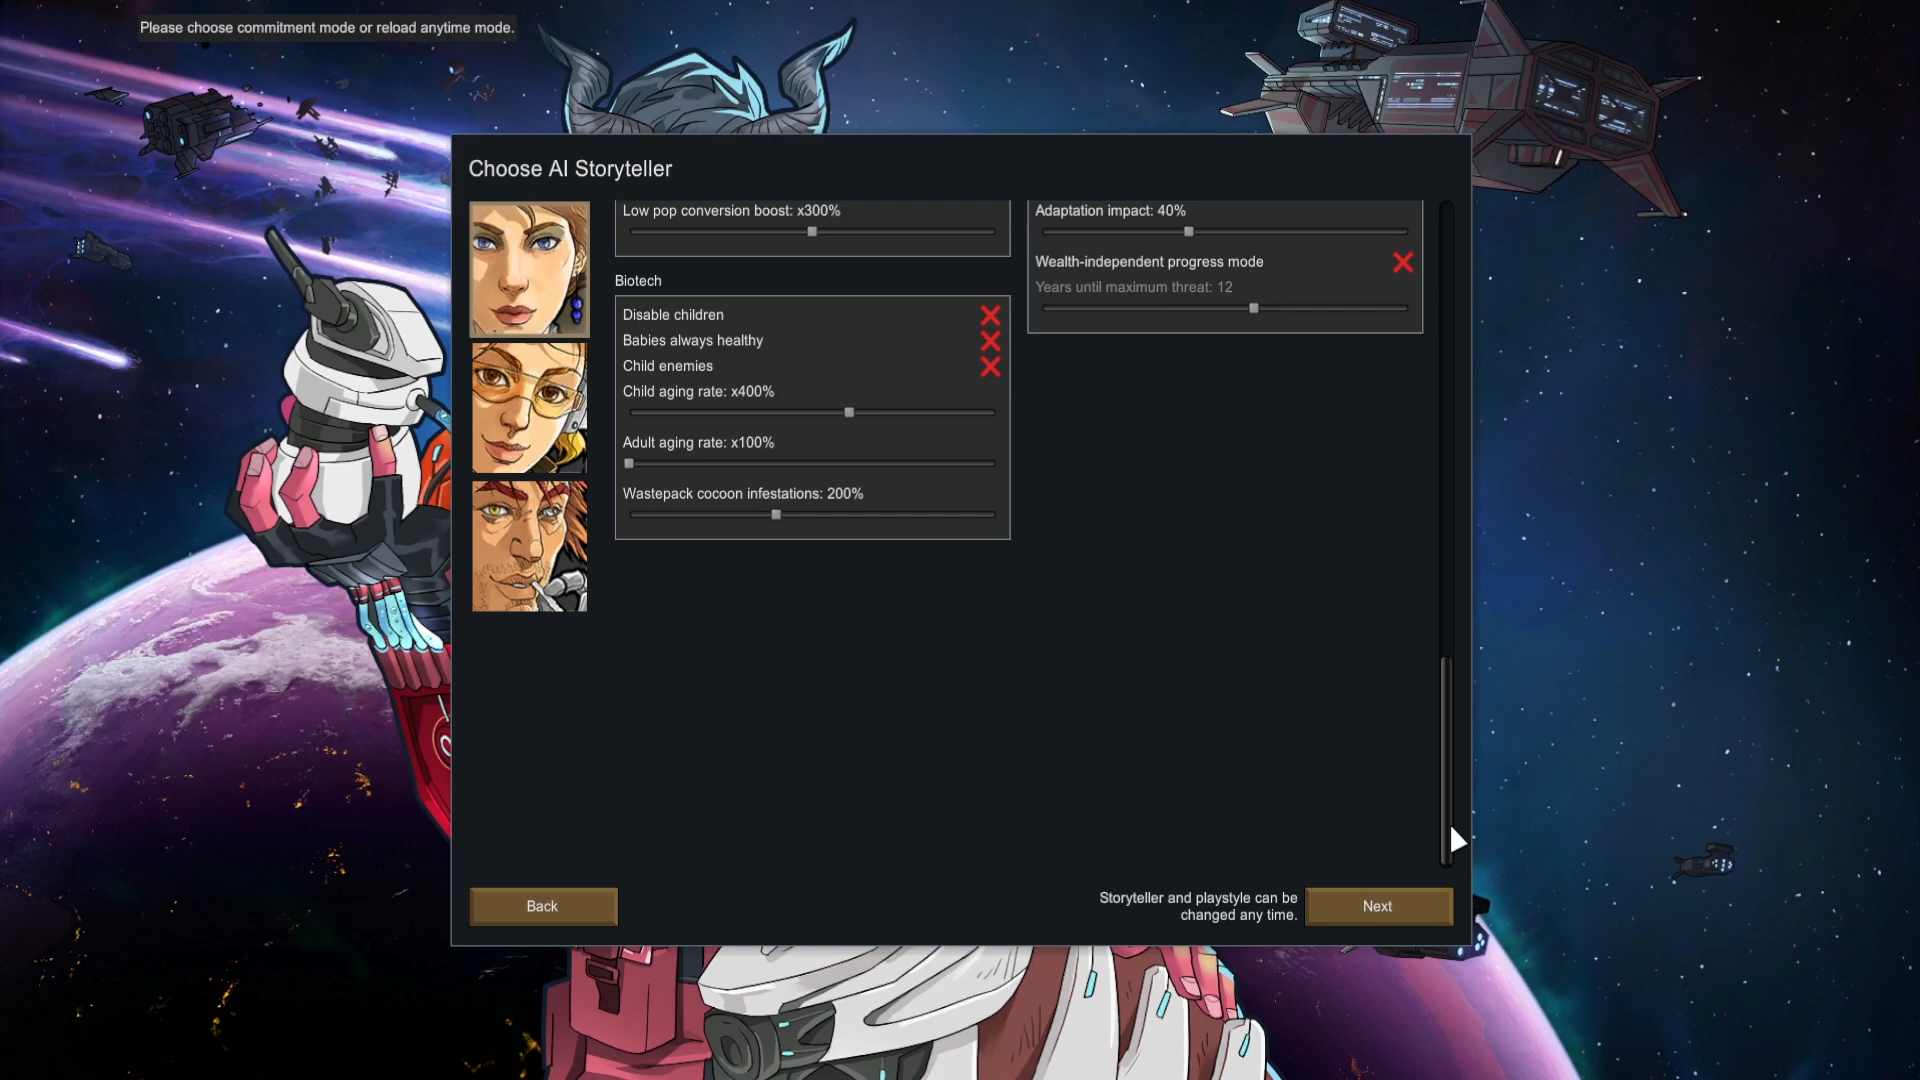 Please choose commitment mode or reload anytime mode.
Choose AI Storyteller
Low pop conversion boost: x300%
Biotech
Disable children
Babies always healthy
Child enemies
Child aging rate: x400%
Adult aging rate: x100%
Wastepack cocoon infestations: 200%
Adaptation impact: 40%
Wealth-independent progress mode
Years until maximum threat: 12
Back
Storyteller and playstyle can be
changed any time.
Next